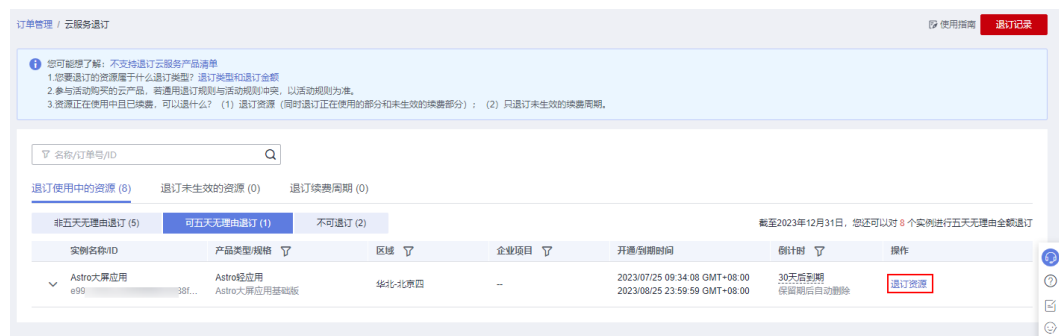 订单管理 / 云服务退订
使用指南 退订记录
您可能想了解：不支持退订云服务产品清单
1.您要退订的资源属于什么退订类型？退订类型和退订金额
2.参与活动购买的云产品，若通用退订规则与活动规则冲突，以活动规则为准。
3.资源正在使用中且已续费，可以退什么？（1）退订资源（同时退订正在使用的部分和未生效的续费部分）；（2）只退订未生效的续费周期。
名称/订单号/ID
退订使用中的资源 (8) 退订未生效的资源 (0) 退订续费周期 (0)
非五天无理由退订 (5) 可五天无理由退订 (1) 不可退订 (2) 截至2023年12月31日，您还可以对 8 个实例进行五天无理由全额退订
实例名称/ID 产品类型/规格 区域 企业项目 开通/到期时间 倒计时 操作
Astro大屏应用 Astro轻应用 华北-北京四 -- 2023/07/25 09:34:08 GMT+08:00 30天后到期 退订资源
e99 38f... Astro大屏应用基础版 2023/08/25 23:59:59 GMT+08:00 保留期后自动删除